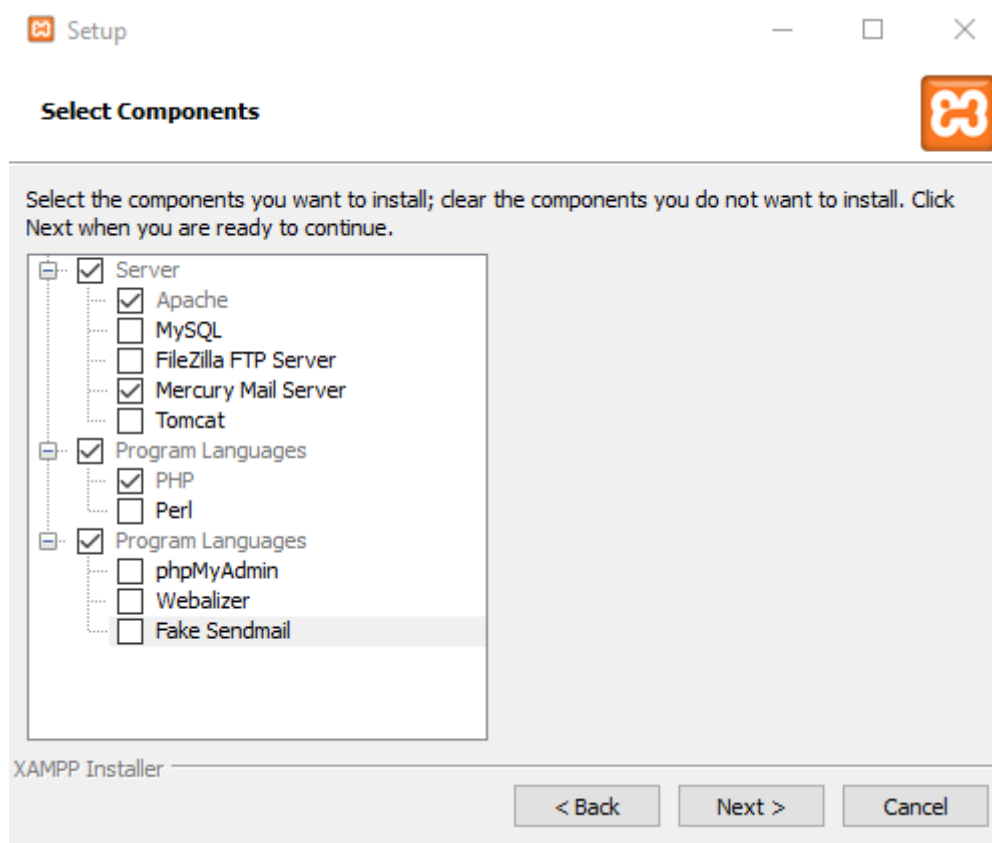 Setup
Select Components
Select the components you want to install; clear the components you do not want to install. Click
Next when you are ready to continue.
Server
Apache
MySQL
FileZilla FTP Server
Mercury Mail Server
Tomcat
Program Languages
PHP
Perl
Program Languages
phpMyAdmin
Webalizer
Fake Sendmail
XAMPP Installer
< Back
Next >
Cancel